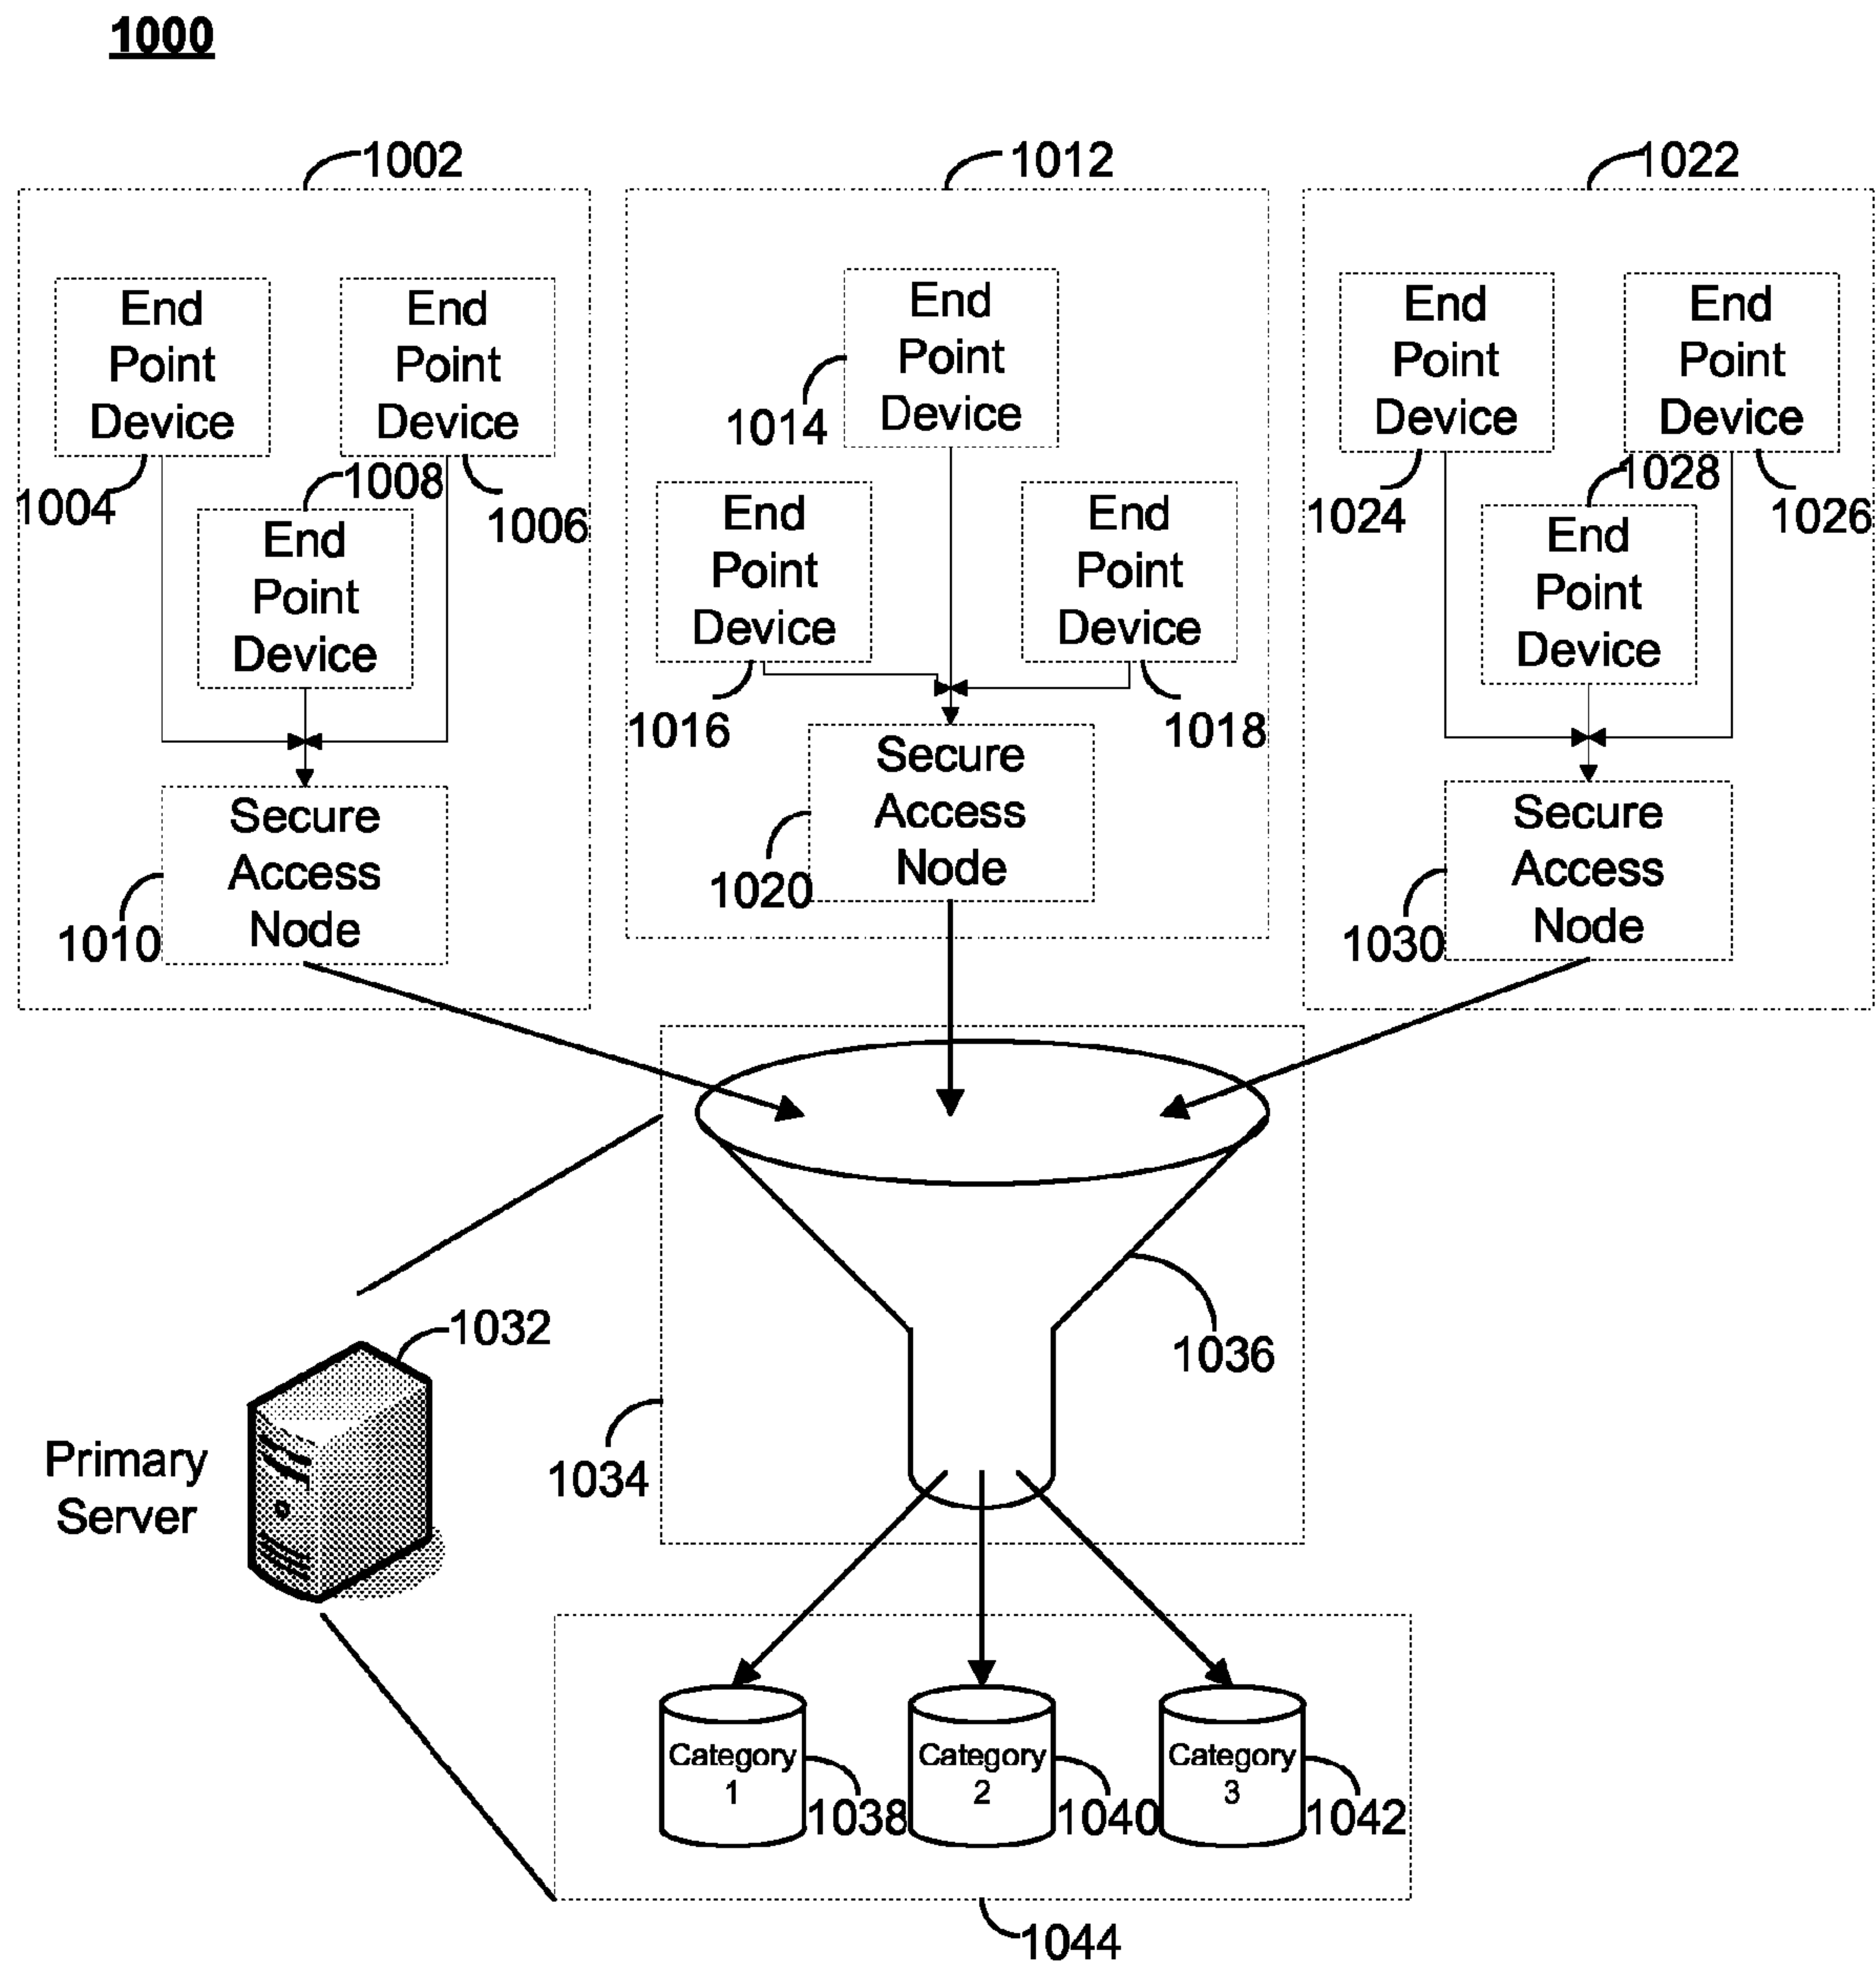 1000
1002
1012
1022
End
Point
Device
1004
End
Point
Device
1006
1008
End
Point
Device
Secure
Access
Node
1010
End
Point
Device
1014
End
Point
Device
1016
End
Point
Device
1018
Secure
Access
Node
1020
End
Point
Device
1024
End
Point
Device
1026
1028
End
Point
Device
Secure
Access
Node
1030
1032
Primary
Server
1034
1036
Category
1
1038
Category
2
1040
Category
3
1042
1044